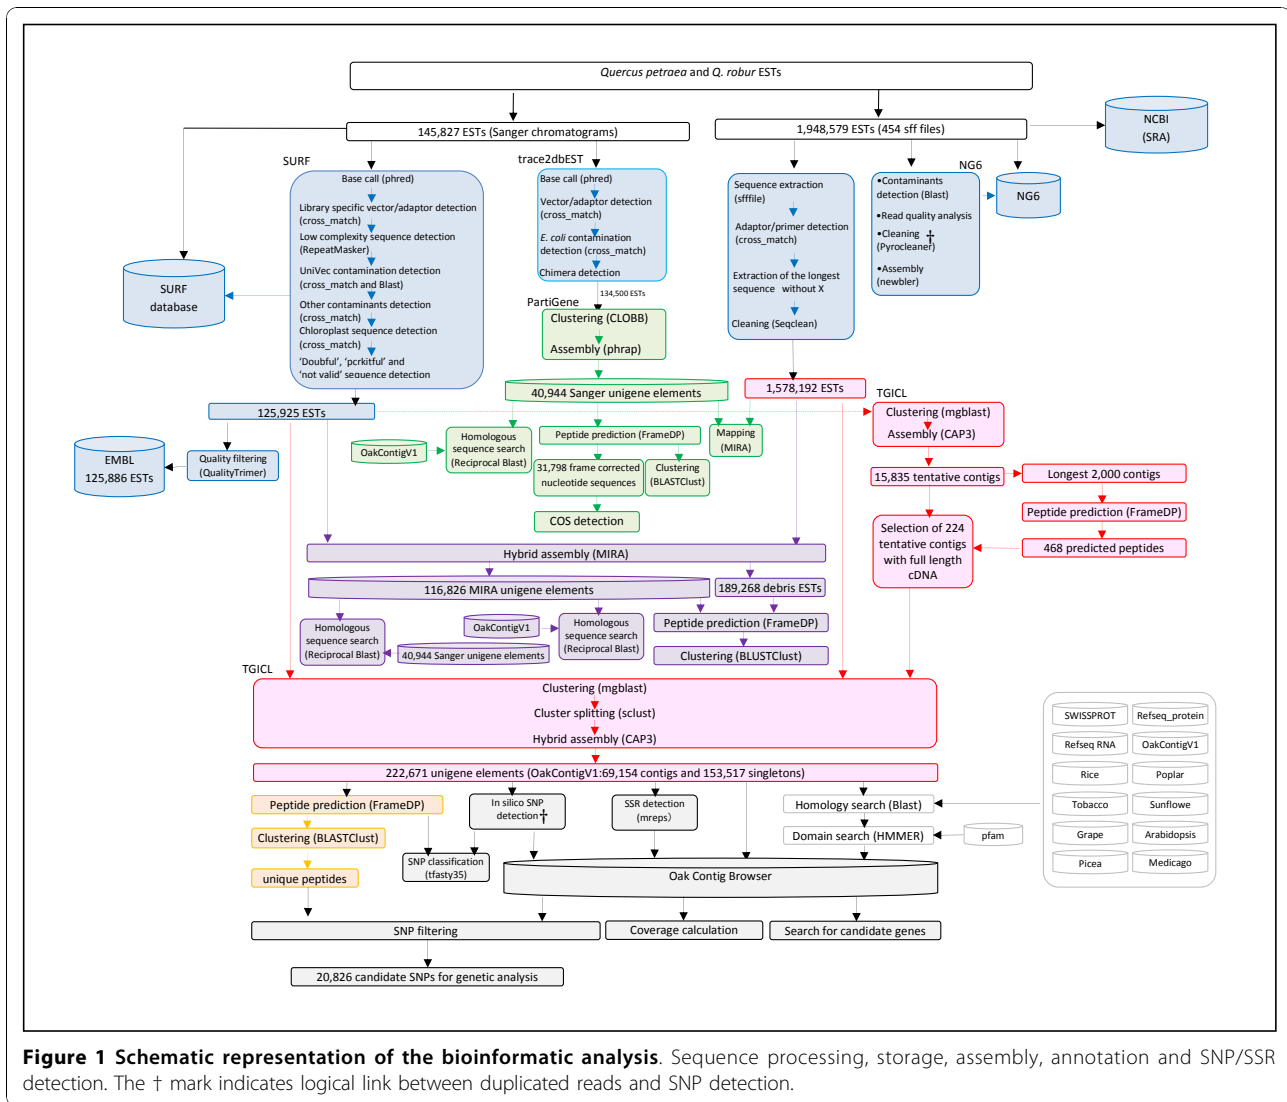 Quercus petraea and Q. robur ESTs
145,827 ESTs (Sanger chromatograms)
1,948,579 ESTs (454 sff files)
NCBI
(SRA)
SURF
Base call (phred)
Library specific vector/adaptor detection
(cross_match)
Low complexity sequence detection
(RepeatMasker)
UniVec contamination detection
(cross_match and Blast)
Other contaminants detection
(cross_match)
Chloroplast sequence detection
(cross_match)
‘Doubful’, ‘pcrkitful’ and
‘not valid’ sequence detection
SURF
database
trace2dbEST
Base call (phred)
Vector/adaptor detection
(cross_match)
E. coli contamination
detection (cross_match)
Chimera detection
134,500 ESTs
PartiGene
Clustering (CLOBB)
Assembly (phrap)
Sequence extraction
(sfffile)
Adaptor/primer detection
(cross_match)
Extraction of the longest
sequence without X
Cleaning (Seqclean)
NG6
•Contaminants
detection (Blast)
•Read quality analysis
•Cleaning †
(Pyrocleaner)
•Assembly
(newbler)
NG6
40,944 Sanger unigene elements
1,578,192 ESTs
125,925 ESTs
EMBL
125,886 ESTs
Quality filtering
(QualityTrimer)
OakContigV1
Homologous
sequence search
(Reciprocal Blast)
Peptide prediction (FrameDP)
31,798 frame corrected
nucleotide sequences
Clustering
(BLASTClust)
COS detection
Mapping
(MIRA)
TGICL
Clustering (mgblast)
Assembly (CAP3)
15,835 tentative contigs
Longest 2,000 contigs
Peptide prediction (FrameDP)
468 predicted peptides
Selection of 224
tentative contigs
with full length
cDNA
Hybrid assembly (MIRA)
116,826 MIRA unigene elements
189,268 debris ESTs
Homologous
sequence search
(Reciprocal Blast)
40,944 Sanger unigene elements
OakContigV1
Homologous
sequence search
(Reciprocal Blast)
Peptide prediction (FrameDP)
Clustering (BLUSTClust)
TGICL
Clustering (mgblast)
Cluster splitting (sclust)
Hybrid assembly (CAP3)
222,671 unigene elements (OakContigV1:69,154 contigs and 153,517 singletons)
Peptide prediction (FrameDP)
Clustering (BLASTClust)
unique peptides
In silico SNP
detection †
SNP classification
(tfasty35)
SSR detection
(mreps)
Homology search (Blast)
Domain search (HMMER)
pfam
SWISSPROT
Refseq_protein
Refseq RNA
OakContigV1
Rice
Poplar
Tobacco
Sunflowe
Grape
Arabidopsis
Picea
Medicago
Oak Contig Browser
SNP filtering
Coverage calculation
Search for candidate genes
20,826 candidate SNPs for genetic analysis
Figure 1 Schematic representation of the bioinformatic analysis. Sequence processing, storage, assembly, annotation and SNP/SSR
detection. The † mark indicates logical link between duplicated reads and SNP detection.